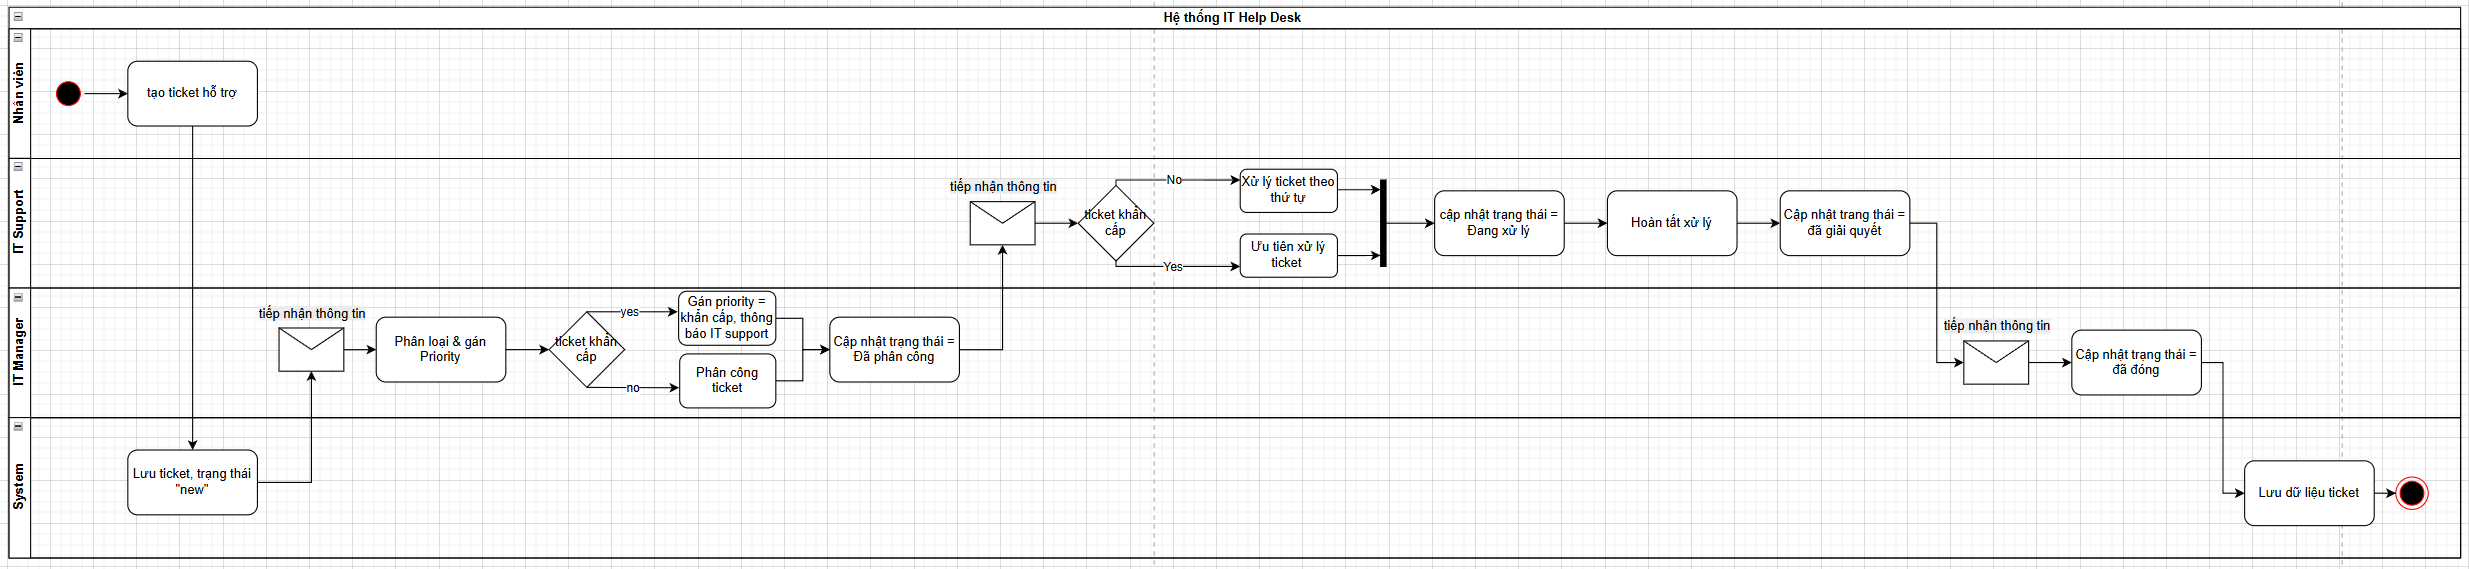 Hệ thống IT Help Desk
Nhân viên
tạo ticket hỗ trợ
IT Support
tiếp nhận thông tin
ticket khẩn
cấp
No
Yes
Xử lý ticket theo
thứ tự
Ưu tiên xử lý
ticket
cập nhật trạng thái =
Đang xử lý
Hoàn tất xử lý
Cập nhật trang thái =
đã giải quyết
IT Manager
tiếp nhận thông tin
Phân loại & gán
Priority
ticket khẩn
cấp
yes
no
Gán priority =
khẩn cấp, thông
báo IT support
Phân công
ticket
Cập nhật trạng thái =
Đã phân công
tiếp nhận thông tin
Cập nhật trạng thái =
đã đóng
System
Lưu ticket, trạng thái
"new"
Lưu dữ liệu ticket